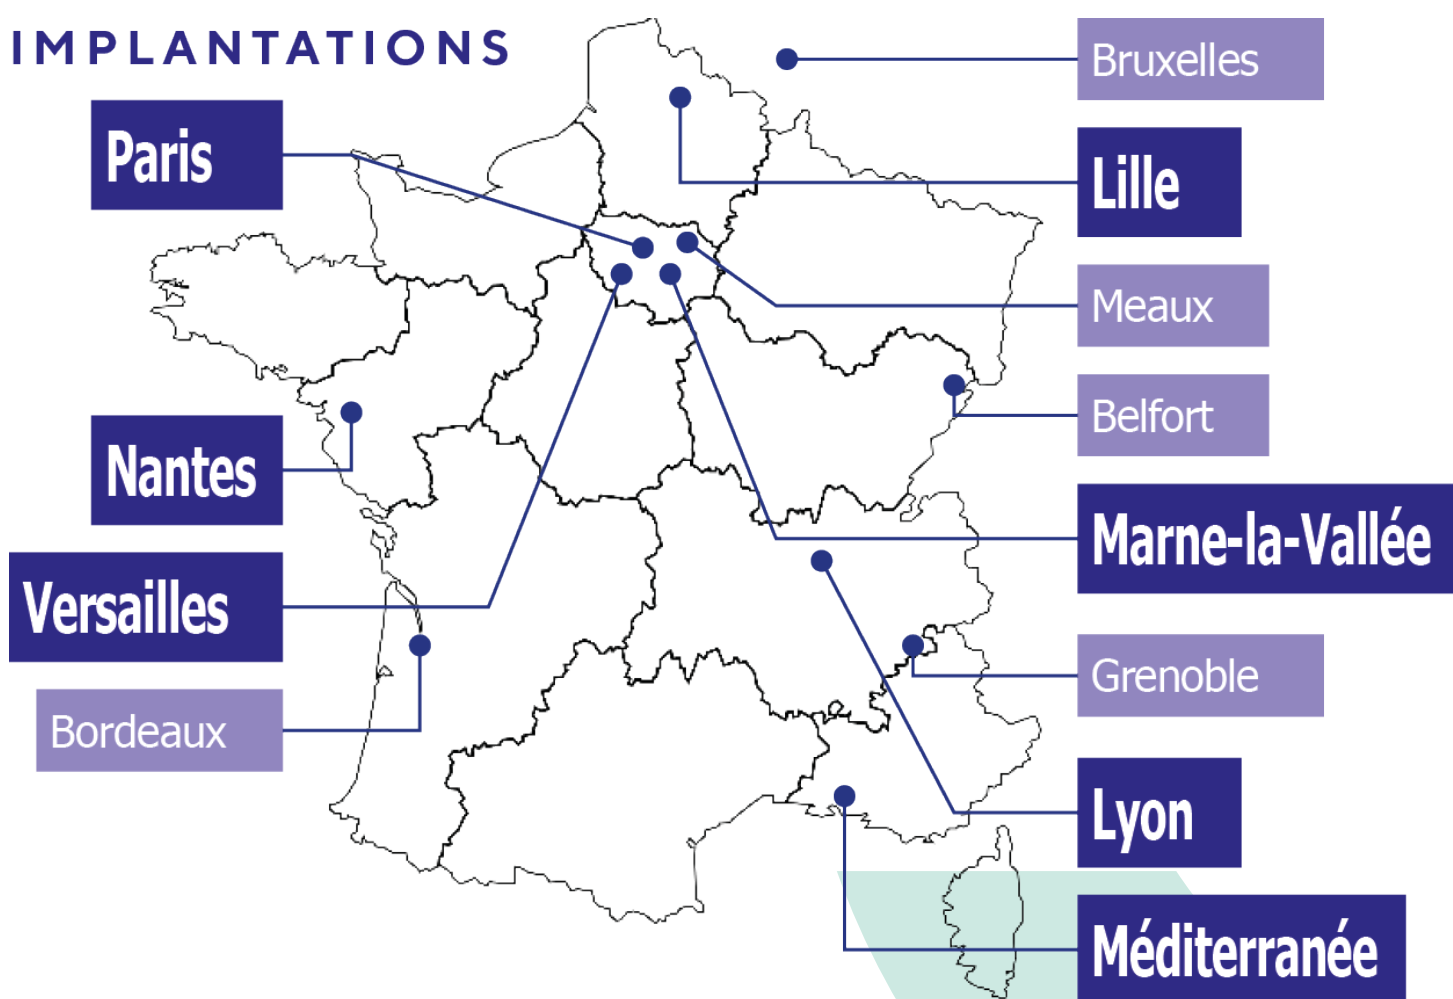 IMPLANTATIONS
Paris
Nantes
Versailles
Bordeaux
Bruxelles
Lille
Meaux
Belfort
Marne-la-Vallée
Grenoble
Lyon
Méditerranée